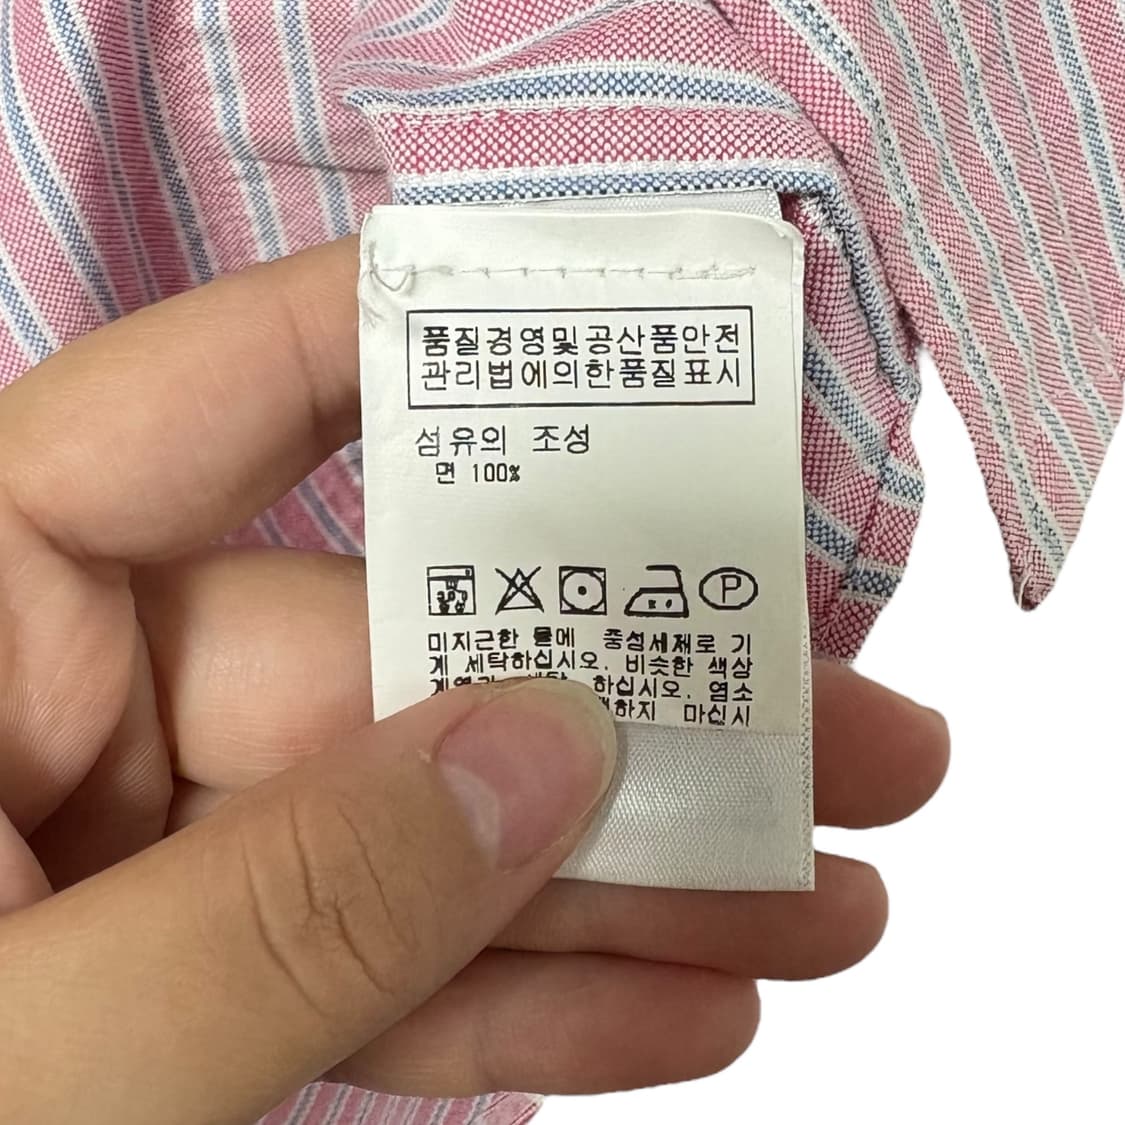 품질경영및공산품안전
관리법에의한품질표시
섬유의 조성
면 100%
P
미지근한 물에 중성세제로 기
계 세탁하십시오. 비슷한 색상
하십시오. 염소
하지 마십시